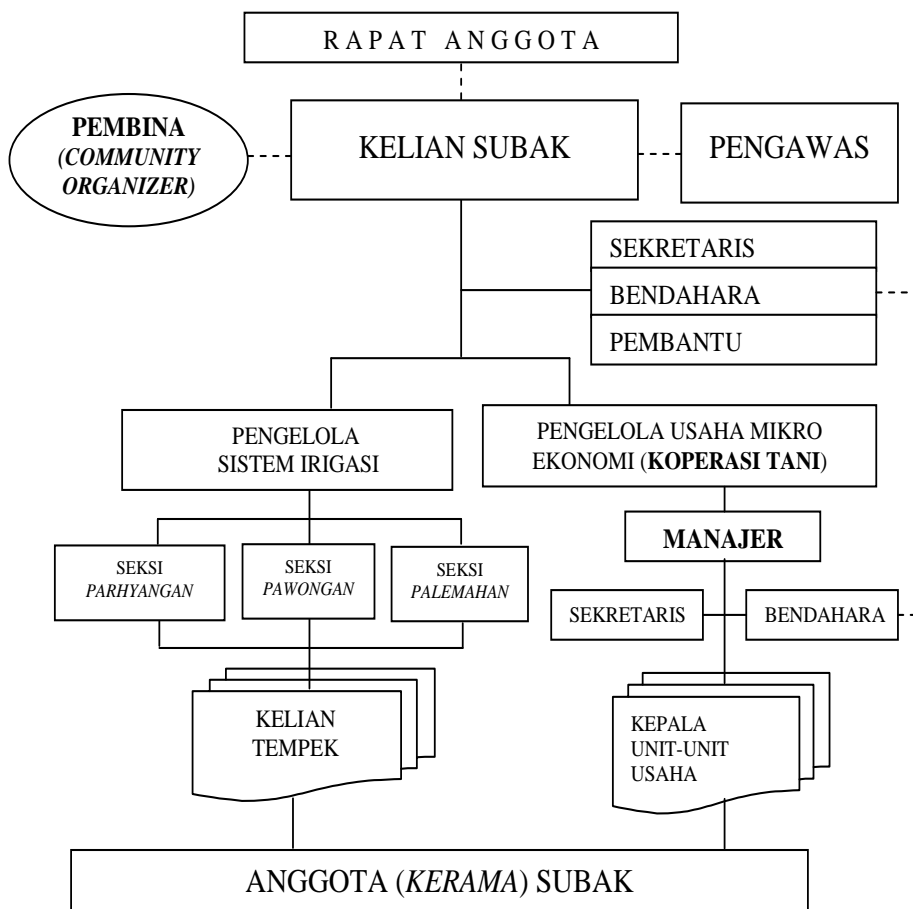 RAPAT ANGGOTA
PEMBINA
(COMMUNITY
ORGANIZER)
KELIAN SUBAK
PENGAWAS
SEKRETARIS
BENDAHARA
PEMBANTU
PENGELOLA
SISTEM IRIGASI
PENGELOLA USAHA MIKRO
EKONOMI (KOPERASI TANI)
MANAJER
SEKSI
PARHYANGAN
SEKSI
PAWONGAN
SEKSI
PALEMAHAN
SEKRETARIS
BENDAHARA
KELIAN
TEMPEK
KEPALA
UNIT-UNIT
USAHA
ANGGOTA (KERAMA) SUBAK